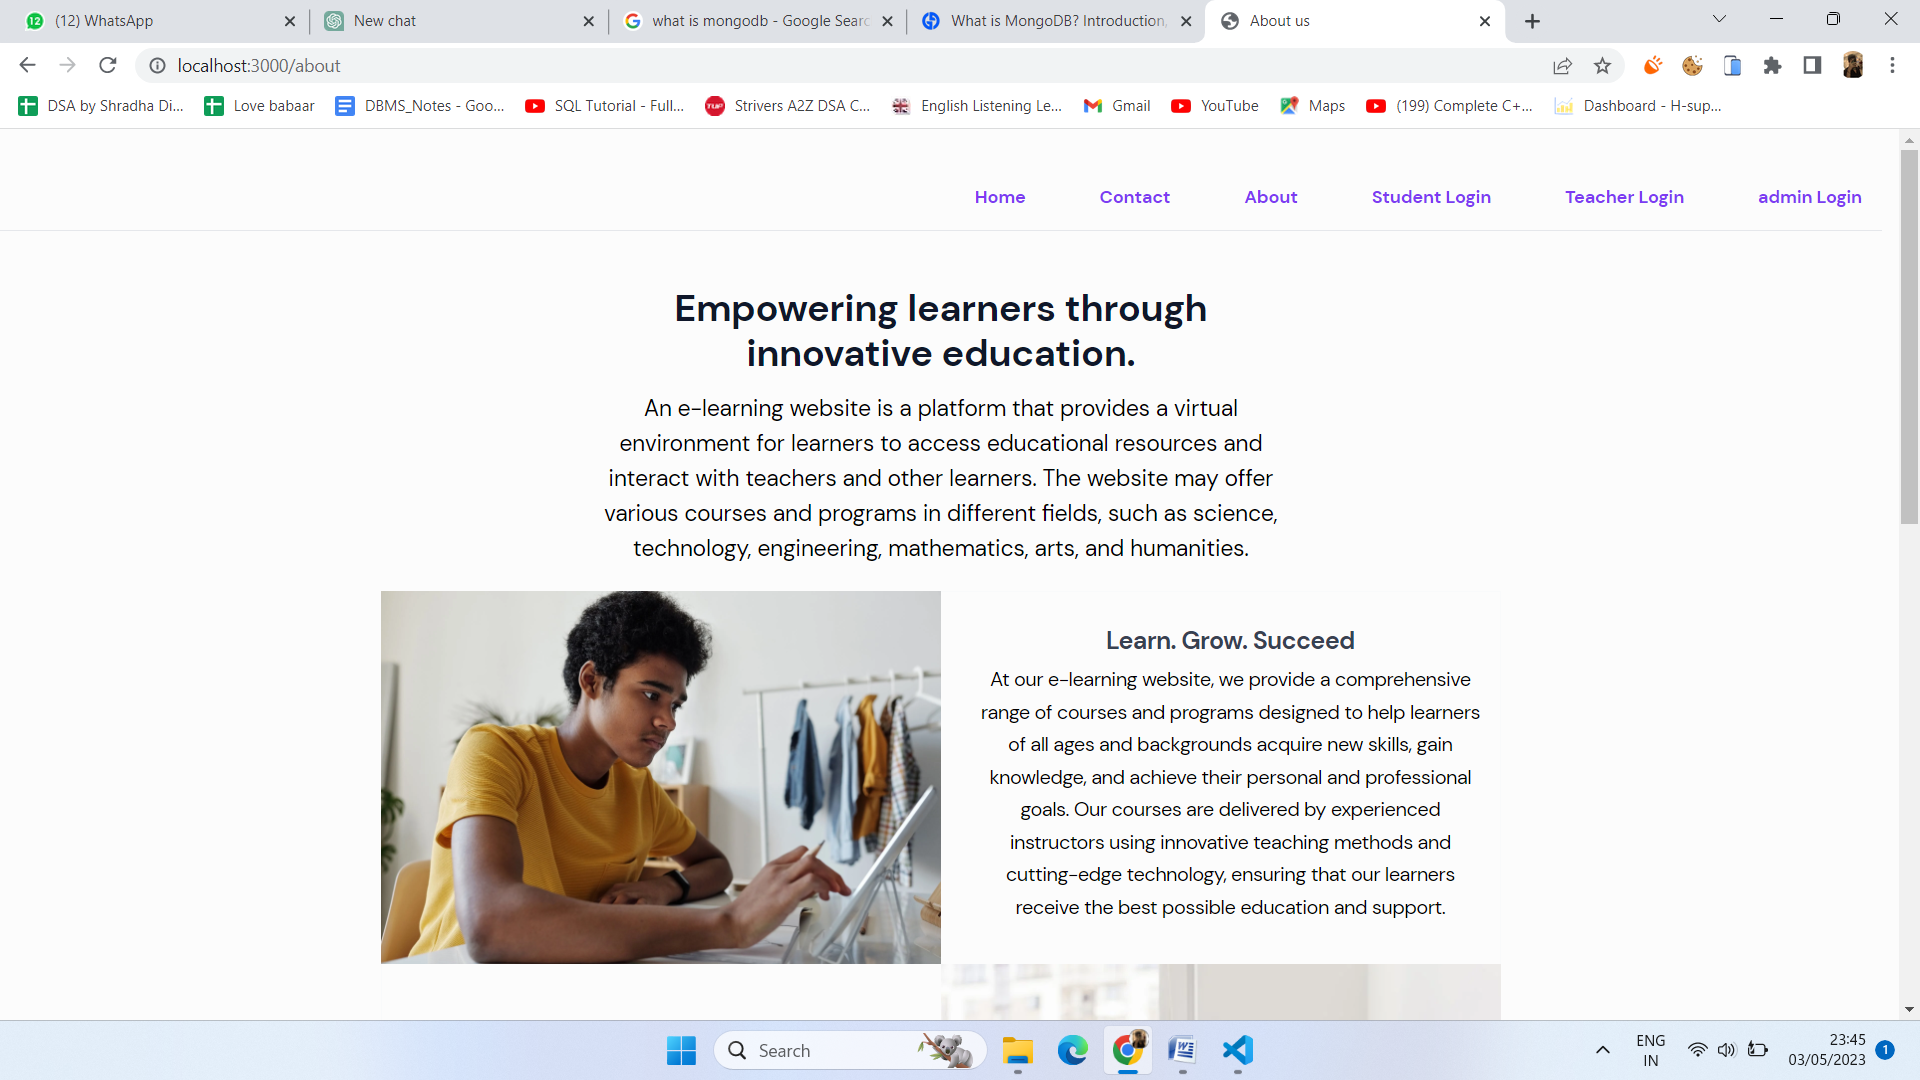 (12) WhatsApp
New chat
what is mongodb - Google Searc
What is MongoDB? Introduction,
About us
localhost:3000/about
DSA by Shradha Di...
Love babaar
DBMS_Notes - Goo...
SQL Tutorial - Full...
Strivers A2Z DSA C...
English Listening Le...
Gmail
YouTube
Maps
(199) Complete C+...
Dashboard - H-sup...
Home
Contact
About
Student Login
Teacher Login
admin Login
Empowering learners through
innovative education.
An e-learning website is a platform that provides a virtual
environment for learners to access educational resources and
interact with teachers and other learners. The website may offer
various courses and programs in different fields, such as science,
technology, engineering, mathematics, arts, and humanities.
Learn. Grow. Succeed
At our e-learning website, we provide a comprehensive
range of courses and programs designed to help learners
of all ages and backgrounds acquire new skills, gain
knowledge, and achieve their personal and professional
goals. Our courses are delivered by experienced
instructors using innovative teaching methods and
cutting-edge technology, ensuring that our learners
receive the best possible education and support.
Search
ENG
IN
23:45
03/05/2023
1